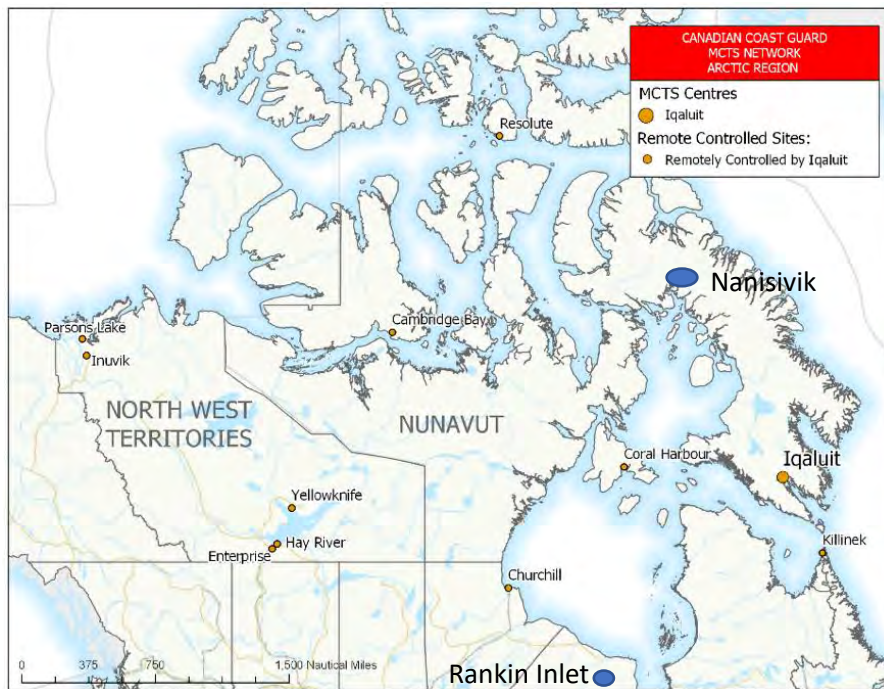 CANADIAN COAST GUARD
MCTS NETWORK
ARCTIC REGION
MCTS Centres
Iqaluit
Remote Controlled Sites:
Remotely Controlled by Iqaluit
Resolute
Nanisivik
Parsons Lake
Cambridge Bay
Inuvik
NORTH WEST
TERRITORIES
NUNAVUT
Coral Harbour
Iqaluit
Yellowknife
Hay River
Enterprise
Killinek
Churchill
0 375 750 1,500 Nautical Miles
Rankin Inlet